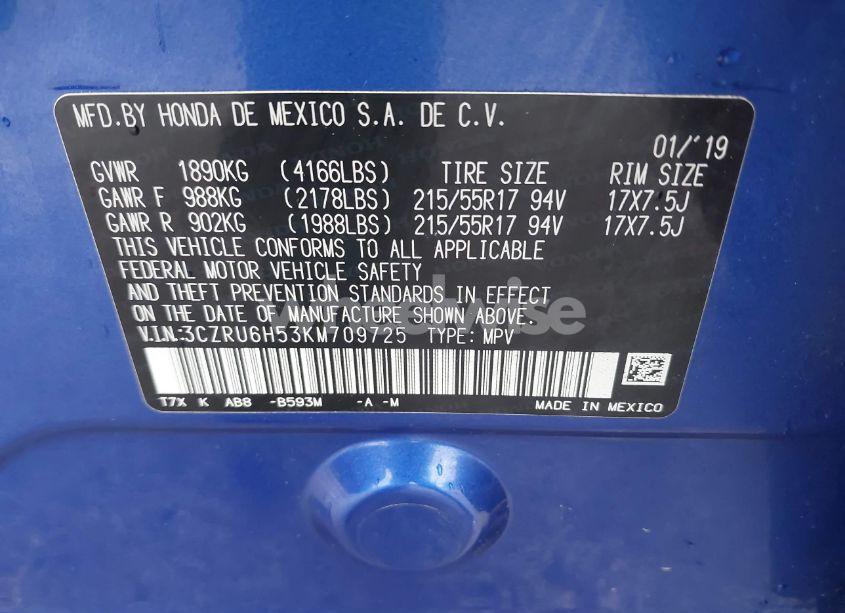 MFD.BY HONDA DE MEXICO S.A. DE C.V.
01/'19
GVWR 1890KG (4166LBS) TIRE SIZE RIM SIZE
GAWR F 988KG (2178LBS) 215/55R17 94V 17X7.5J
GAWR R 902KG (1988LBS) 215/55R17 94V 17X7.5J
THIS VEHICLE CONFORMS TO ALL APPLICABLE
FEDERAL MOTOR VEHICLE SAFETY
AND THEFT PREVENTION STANDARDS IN EFFECT
ON THE DATE OF MANUFACTURE SHOWN ABOVE.
V.I.N:3CZRU6H53KM709725 TYPE: MPV
T7X K AB8 -B593M -A -M
MADE IN MEXICO